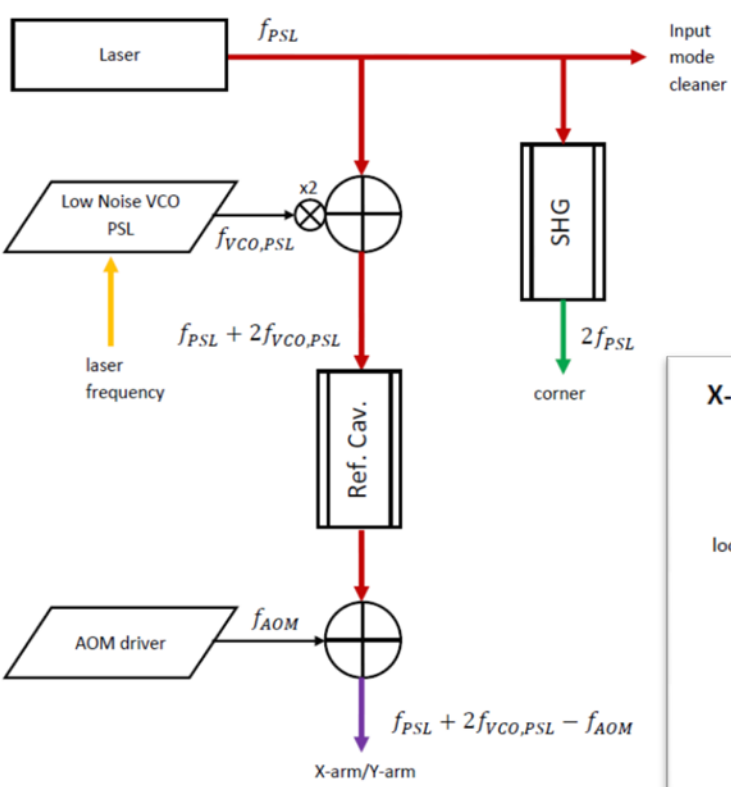 f_PSL
Laser
Input
mode
cleaner
Low Noise VCO
PSL
x2
f_VCO,PSL
SHG
f_PSL + 2f_VCO,PSL
2f_PSL
laser
frequency
corner
X-
Ref. Cav.
AOM driver
f_AOM
f_PSL + 2f_VCO,PSL − f_AOM
X-arm/Y-arm